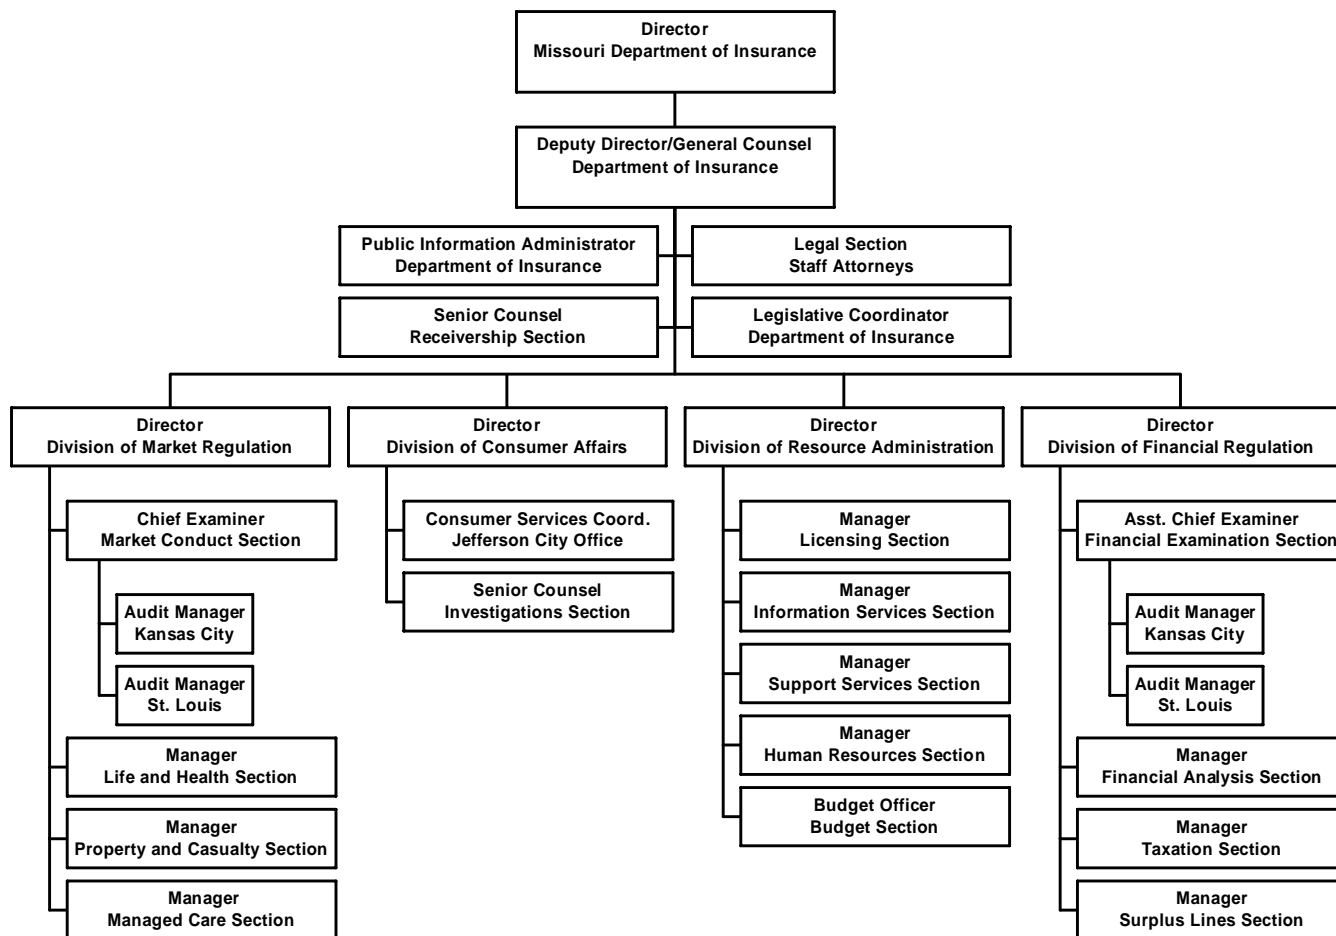 Director
Missouri Department of Insurance
Deputy Director/General Counsel
Department of Insurance
Public Information Administrator
Department of Insurance
Legal Section
Staff Attorneys
Senior Counsel
Receivership Section
Legislative Coordinator
Department of Insurance
Director
Division of Market Regulation
Chief Examiner
Market Conduct Section
Audit Manager
Kansas City
Audit Manager
St. Louis
Manager
Life and Health Section
Manager
Property and Casualty Section
Manager
Managed Care Section
Director
Division of Consumer Affairs
Consumer Services Coord.
Jefferson City Office
Senior Counsel
Investigations Section
Director
Division of Resource Administration
Manager
Licensing Section
Manager
Information Services Section
Manager
Support Services Section
Manager
Human Resources Section
Budget Officer
Budget Section
Director
Division of Financial Regulation
Asst. Chief Examiner
Financial Examination Section
Audit Manager
Kansas City
Audit Manager
St. Louis
Manager
Financial Analysis Section
Manager
Taxation Section
Manager
Surplus Lines Section